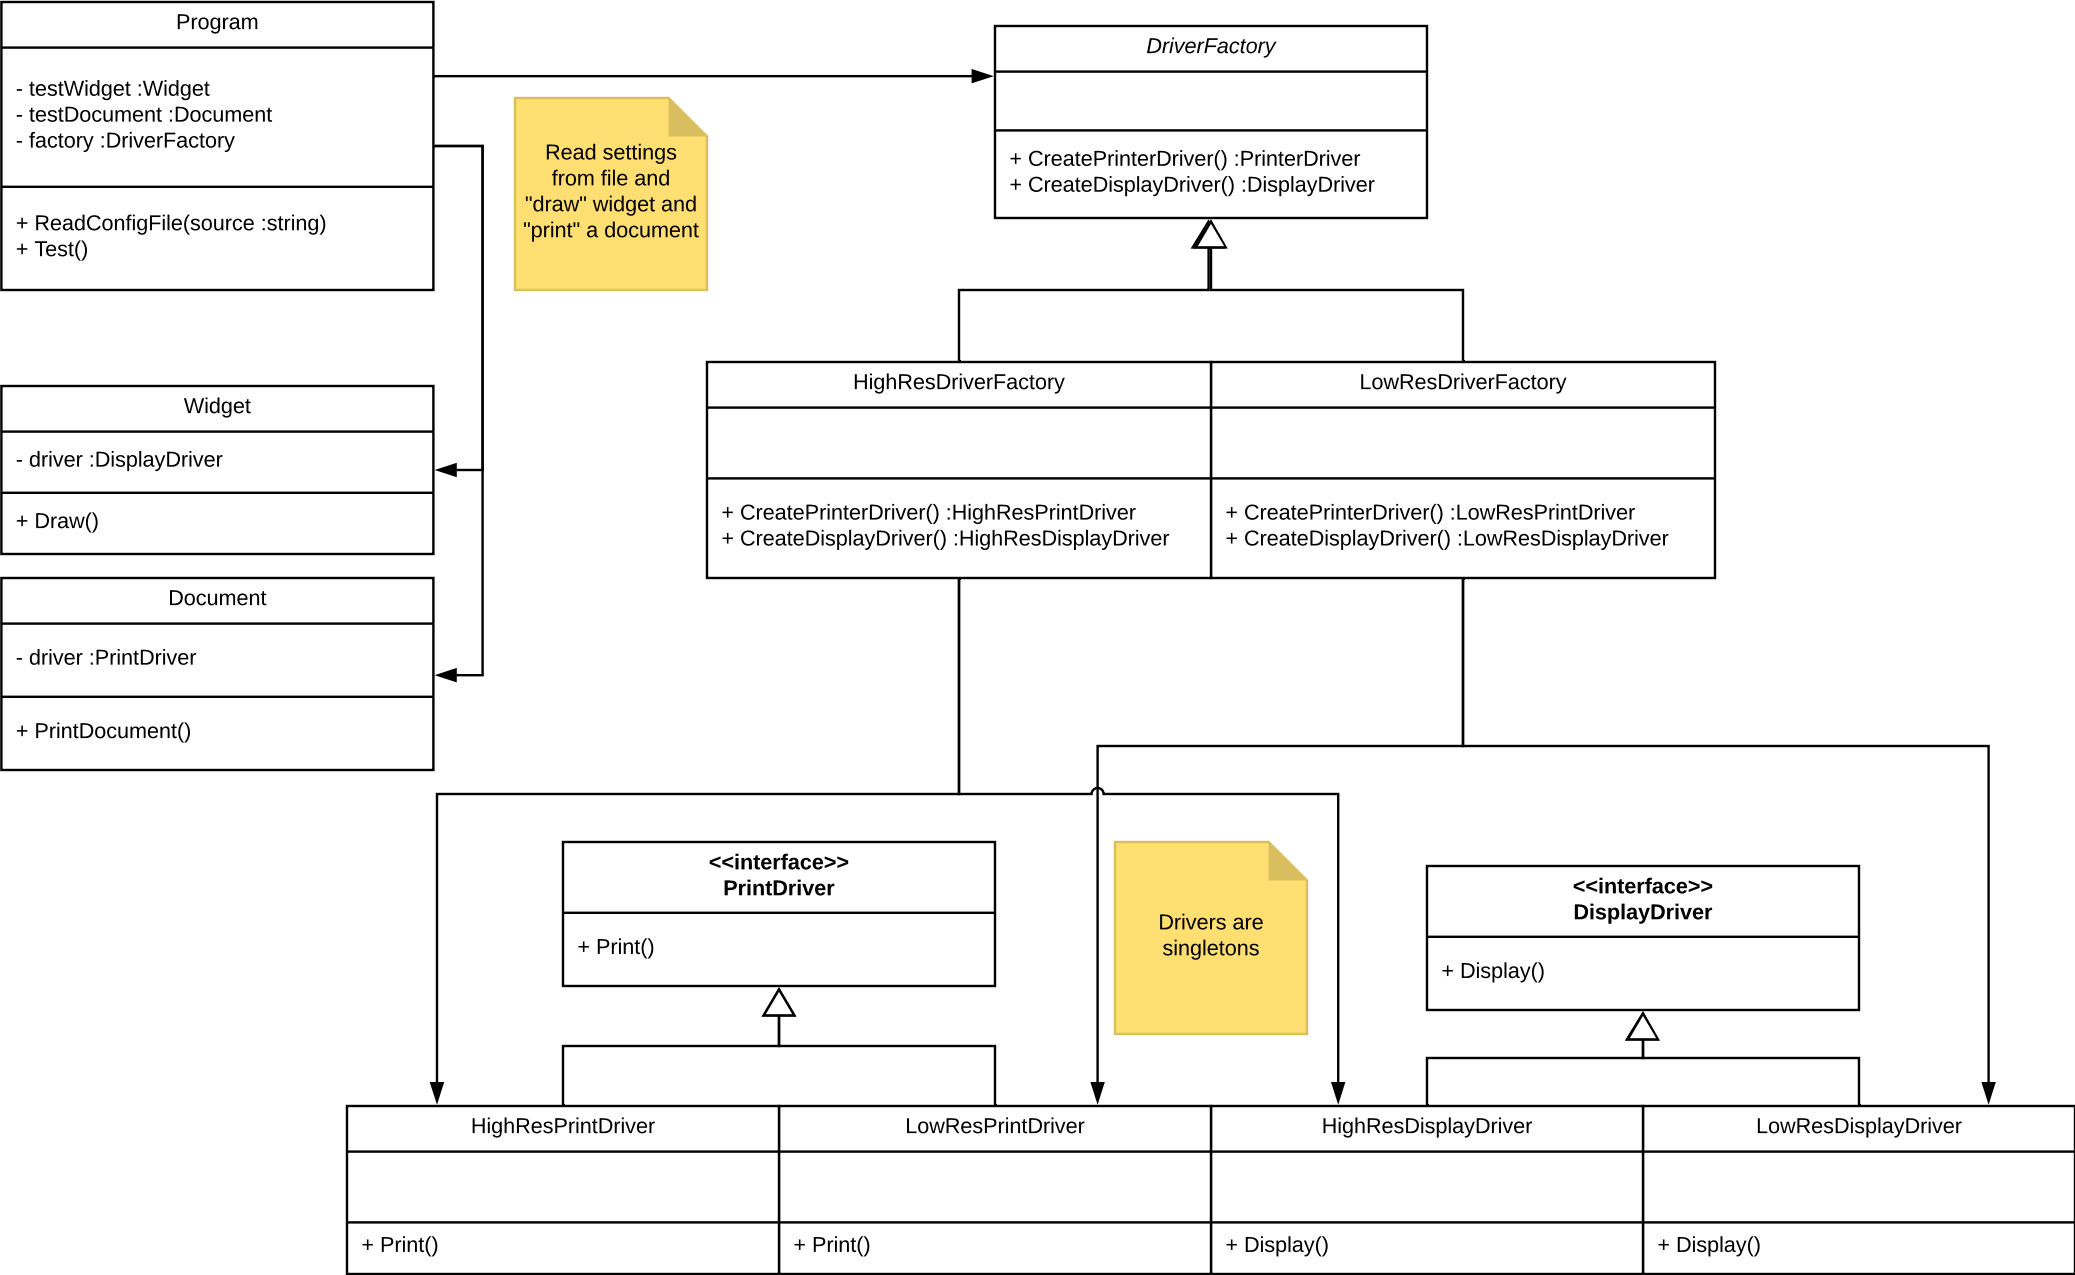 Program
- testWidget :Widget
- testDocument :Document
- factory :DriverFactory
+ ReadConfigFile(source :string)
+ Test()
Read settings
from file and
"draw" widget and
"print" a document
DriverFactory
+ CreatePrinterDriver() :PrinterDriver
+ CreateDisplayDriver() :DisplayDriver
Widget
- driver :DisplayDriver
+ Draw()
Document
- driver :PrintDriver
+ PrintDocument()
HighResDriverFactory
+ CreatePrinterDriver() :HighResPrintDriver
+ CreateDisplayDriver() :HighResDisplayDriver
LowResDriverFactory
+ CreatePrinterDriver() :LowResPrintDriver
+ CreateDisplayDriver() :LowResDisplayDriver
<<interface>>
PrintDriver
+ Print()
Drivers are
singletons
<<interface>>
DisplayDriver
+ Display()
HighResPrintDriver
+ Print()
LowResPrintDriver
+ Print()
HighResDisplayDriver
+ Display()
LowResDisplayDriver
+ Display()